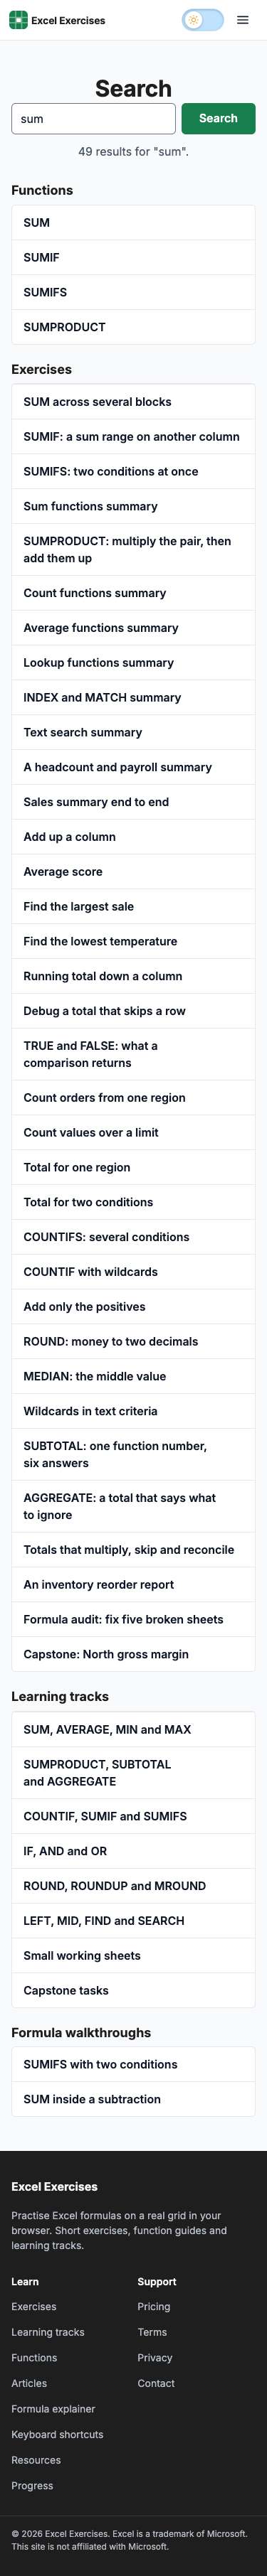 Excel Exercises
Search
sum
Search
49 results for "sum".
Functions
SUM
SUMIF
SUMIFS
SUMPRODUCT
Exercises
SUM across several blocks
SUMIF: a sum range on another column
SUMIFS: two conditions at once
Sum functions summary
SUMPRODUCT: multiply the pair, then
add them up
Count functions summary
Average functions summary
Lookup functions summary
INDEX and MATCH summary
Text search summary
A headcount and payroll summary
Sales summary end to end
Add up a column
Average score
Find the largest sale
Find the lowest temperature
Running total down a column
Debug a total that skips a row
TRUE and FALSE: what a
comparison returns
Count orders from one region
Count values over a limit
Total for one region
Total for two conditions
COUNTIFS: several conditions
COUNTIF with wildcards
Add only the positives
ROUND: money to two decimals
MEDIAN: the middle value
Wildcards in text criteria
SUBTOTAL: one function number,
six answers
AGGREGATE: a total that says what
to ignore
Totals that multiply, skip and reconcile
An inventory reorder report
Formula audit: fix five broken sheets
Capstone: North gross margin
Learning tracks
SUM, AVERAGE, MIN and MAX
SUMPRODUCT, SUBTOTAL
and AGGREGATE
COUNTIF, SUMIF and SUMIFS
IF, AND and OR
ROUND, ROUNDUP and MROUND
LEFT, MID, FIND and SEARCH
Small working sheets
Capstone tasks
Formula walkthroughs
SUMIFS with two conditions
SUM inside a subtraction
Excel Exercises
Practise Excel formulas on a real grid in your
browser. Short exercises, function guides and
learning tracks.
Learn
Exercises
Learning tracks
Functions
Articles
Formula explainer
Keyboard shortcuts
Resources
Progress
Support
Pricing
Terms
Privacy
Contact
© 2026 Excel Exercises. Excel is a trademark of Microsoft.
This site is not affiliated with Microsoft.